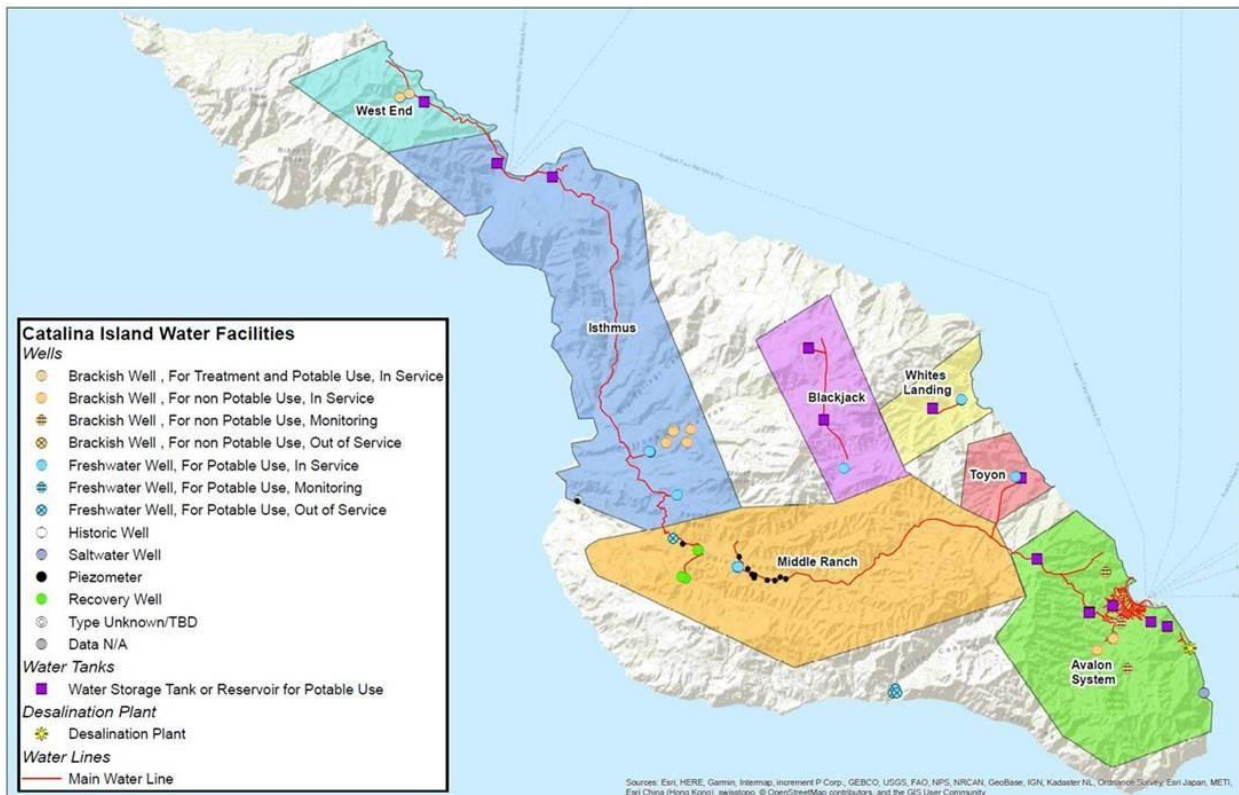 West End
Isthmus
Blackjack
Whites
Landing
Toyon
Middle Ranch
Avalon
System
Catalina Island Water Facilities
Wells
Brackish Well , For Treatment and Potable Use, In Service
Brackish Well , For non Potable Use, In Service
Brackish Well , For non Potable Use, Monitoring
Brackish Well , For non Potable Use, Out of Service
Freshwater Well, For Potable Use, In Service
Freshwater Well, For Potable Use, Monitoring
Freshwater Well, For Potable Use, Out of Service
Historic Well
Saltwater Well
Piezometer
Recovery Well
Type Unknown/TBD
Data N/A
Water Tanks
Water Storage Tank or Reservoir for Potable Use
Desalination Plant
Desalination Plant
Water Lines
Main Water Line
Sources: Esri, HERE, Garmin, Intermap, increment P Corp., GEBCO, USGS, FAO, NPS, NRCAN, GeoBase, IGN, Kadaster NL, Ordnance Survey, Esri Japan, METI,
Esri China (Hong Kong), swisstopo, © OpenStreetMap contributors, and the GIS User Community